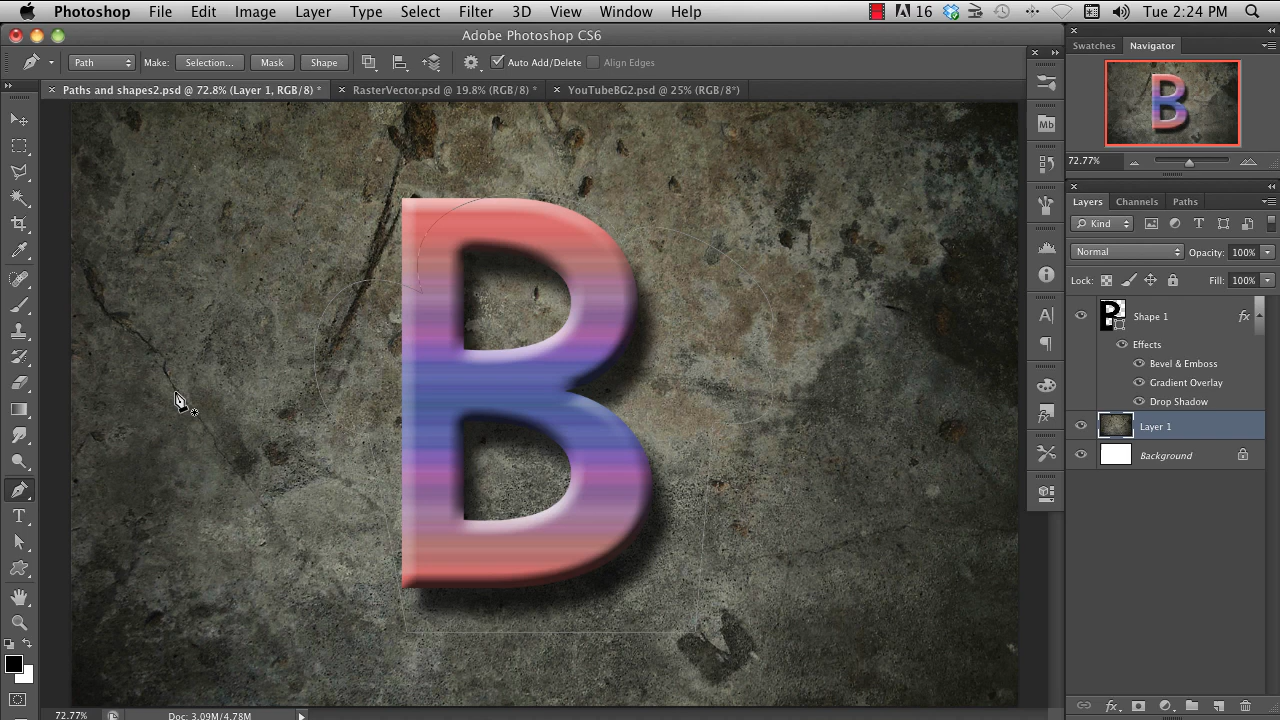 Photoshop File Edit Image Layer Type Select Filter 3D View Window Help 16 Tue 2:24 PM
Adobe Photoshop CS6
Path Make: Selection... Mask Shape Auto Add/Delete Align Edges
Paths and shapes2.psd @ 72.8% (Layer 1, RGB/8) * RasterVector.psd @ 19.8% (RGB/8) * YouTubeBG2.psd @ 25% (RGB/8*)
Swatches Navigator
72.77%
Layers Channels Paths
Kind
Normal Opacity: 100%
Lock: Fill: 100%
Shape 1 fx
Effects
Bevel & Emboss
Gradient Overlay
Drop Shadow
Layer 1
Background
B
Mb
A
T
fx
72.77% Doc: 3.09M/4.78M